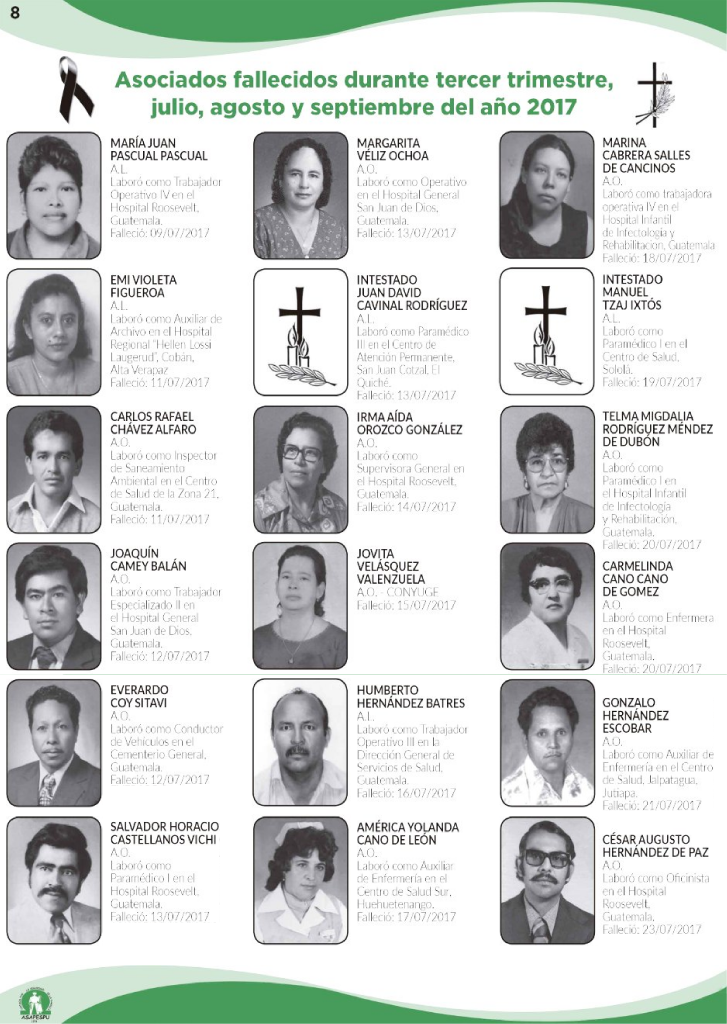 8
Asociados fallecidos durante tercer trimestre,
julio, agosto y septiembre del año 2017
MARÍA JUAN
PASCUAL PASCUAL
A.L.
Laboró como Trabajador
Operativo IV en el
Hospital Roosevelt,
Guatemala.
Falleció: 09/07/2017
EMI VIOLETA
FIGUEROA
A.L.
Laboró como Auxiliar de
Archivo en el Hospital
Regional "Hellen Lossi
Laugerud", Cobán,
Alta Verapaz
Falleció: 11/07/2017
CARLOS RAFAEL
CHÁVEZ ALFARO
A.O.
Laboró como Inspector
de Saneamiento
Ambiental en el Centro
de Salud de la Zona 21,
Guatemala.
Falleció: 11/07/2017
JOAQUÍN
CAMEY BALÁN
A.O.
Laboró como Trabajador
Especializado II en
el Hospital General
San Juan de Dios,
Guatemala.
Falleció: 12/07/2017
EVERARDO
COY SITAVI
A.O.
Laboró como Conductor
de Vehículos en el
Cementerio General,
Guatemala.
Falleció: 12/07/2017
SALVADOR HORACIO
CASTELLANOS VICHI
A.O.
Laboró como
Paramédico I en el
Hospital Roosevelt,
Guatemala.
Falleció: 13/07/2017
MARGARITA
VÉLIZ OCHOA
A.O.
Laboró como Operativo
en el Hospital General
San Juan de Dios,
Guatemala.
Falleció: 13/07/2017
INTESTADO
JUAN DAVID
CAVINAL RODRÍGUEZ
A.L.
Laboró como Paramédico
III en el Centro de
Atención Permanente,
San Juan Cotzal, El
Quiché.
Falleció: 13/07/2017
IRMA AÍDA
OROZCO GONZÁLEZ
A.O.
Laboró como
Supervisora General en
el Hospital Roosevelt,
Guatemala.
Falleció: 14/07/2017
JOVITA
VELÁSQUEZ
VALENZUELA
A.O. - CONYUGE
Falleció: 15/07/2017
HUMBERTO
HERNÁNDEZ BATRES
A.L.
Laboró como Trabajador
Operativo III en la
Dirección General de
Servicios de Salud,
Guatemala.
Falleció: 16/07/2017
AMÉRICA YOLANDA
CANO DE LEÓN
A.O.
Laboró como Auxiliar
de Enfermería en el
Centro de Salud Sur,
Huehuetenango.
Falleció: 17/07/2017
MARINA
CABRERA SALLES
DE CANCINOS
A.O.
Laboró como trabajadora
operativa IV en el
Hospital Infantil
de Infectología y
Rehabilitación, Guatemala
Falleció: 18/07/2017
INTESTADO
MANUEL
TZAJ IXTÓS
A.L.
Laboró como
Paramédico I en el
Centro de Salud,
Sololá.
Falleció: 19/07/2017
TELMA MIGDALIA
RODRÍGUEZ MÉNDEZ
DE DUBÓN
A.O.
Laboró como
Paramédico I en
el Hospital Infantil
de Infectología
y Rehabilitación,
Guatemala.
Falleció: 20/07/2017
CARMELINDA
CANO CANO
DE GOMEZ
A.O.
Laboró como Enfermera
en el Hospital
Roosevelt,
Guatemala.
Falleció: 20/07/2017
GONZALO
HERNÁNDEZ
ESCOBAR
A.O.
Laboró como Auxiliar de
Enfermería en el Centro
de Salud, Jalpatagua,
Jutiapa.
Falleció: 21/07/2017
CÉSAR AUGUSTO
HERNÁNDEZ DE PAZ
A.O.
Laboró como Oficinista
en el Hospital
Roosevelt,
Guatemala.
Falleció: 23/07/2017
ASAPESPU